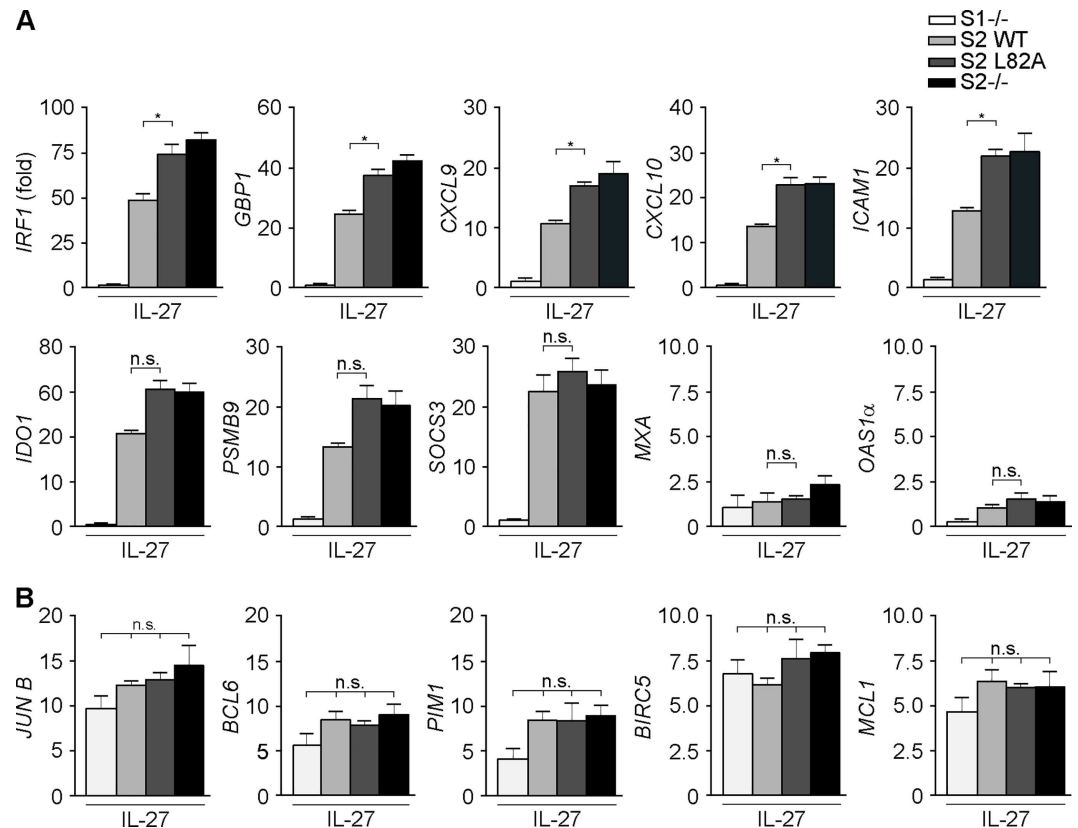 A
S1-/-
S2 WT
S2 L82A
S2-/-
IRF1 (fold)
100
75
50
25
0
*
IL-27
GBP1
60
40
20
0
*
IL-27
CXCL9
30
20
10
0
*
IL-27
CXCL10
40
30
20
10
0
*
IL-27
ICAM1
30
20
10
0
*
IL-27
IDO1
80
60
20
10
0
n.s.
IL-27
PSMB9
30
20
10
0
n.s.
IL-27
SOCS3
30
20
10
0
n.s.
IL-27
MXA
10.0
7.5
5.0
2.5
0
n.s.
IL-27
OAS1α
10.0
7.5
5.0
2.5
0
n.s.
IL-27
B
JUN B
20
15
10
5
0
n.s.
IL-27
BCL6
20
15
10
5
0
n.s.
IL-27
PIM1
20
15
10
5
0
n.s.
IL-27
BIRC5
10.0
7.5
5.0
2.5
0
n.s.
IL-27
MCL1
10.0
7.5
5.0
2.5
0
n.s.
IL-27